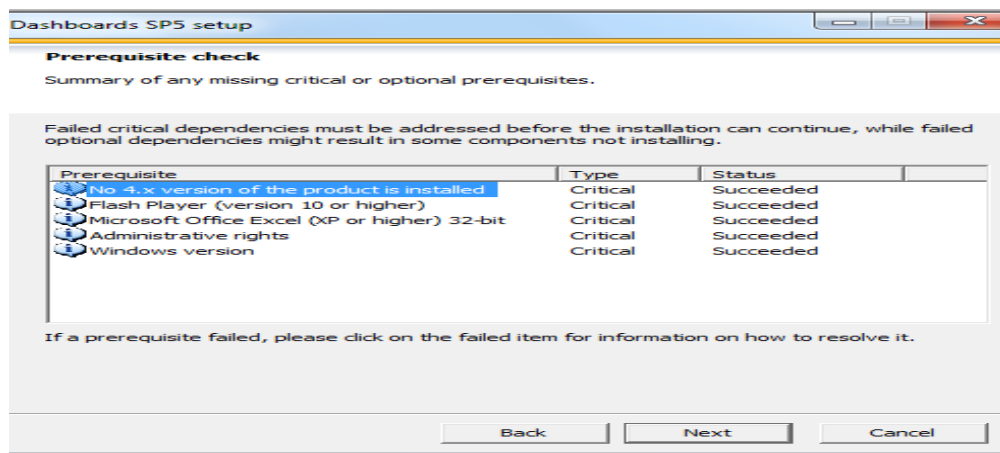 Dashboards SP5 setup
Prerequisite check
Summary of any missing critical or optional prerequisites.
Failed critical dependencies must be addressed before the installation can continue, while failed
optional dependencies might result in some components not installing.
Prerequisite Type Status
No 4.x version of the product is installed Critical Succeeded
Flash Player (version 10 or higher) Critical Succeeded
Microsoft Office Excel (XP or higher) 32-bit Critical Succeeded
Administrative rights Critical Succeeded
Windows version Critical Succeeded
If a prerequisite failed, please click on the failed item for information on how to resolve it.
Back Next Cancel